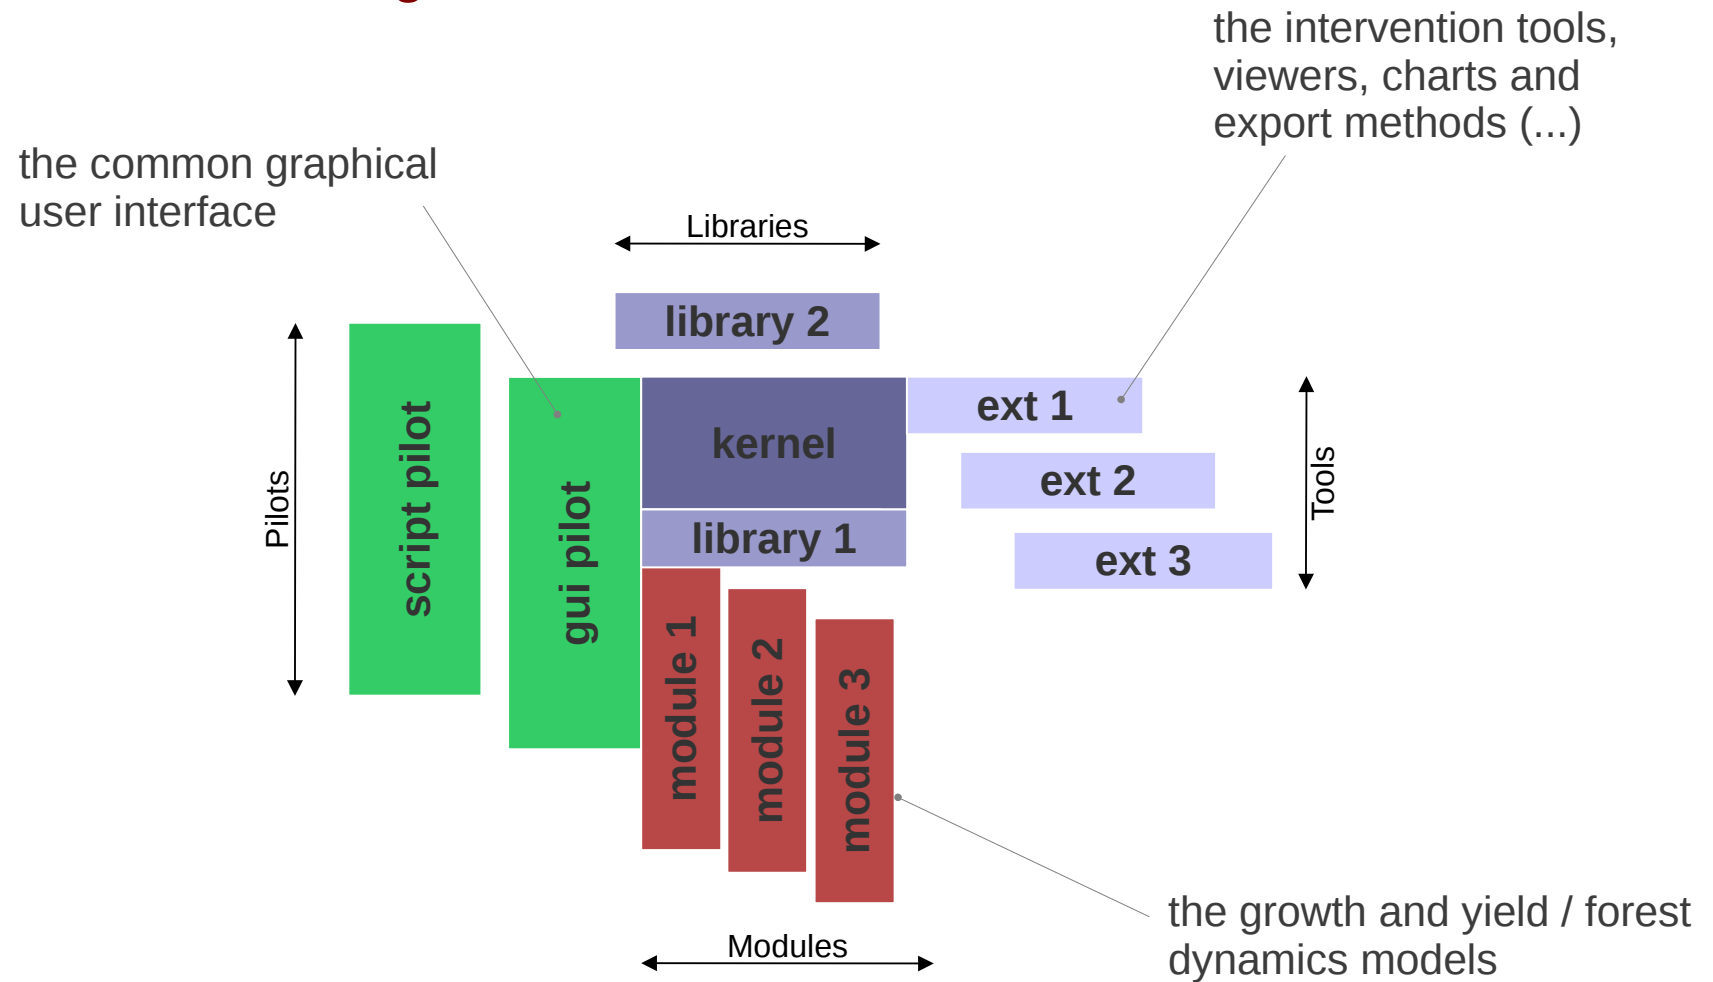 the intervention tools,
viewers, charts and
export methods (...)
the common graphical
user interface
Libraries
library 2
Pilots
script pilot
gui pilot
kernel
library 1
ext 1
ext 2
ext 3
Tools
module 1
module 2
module 3
Modules
the growth and yield / forest
dynamics models